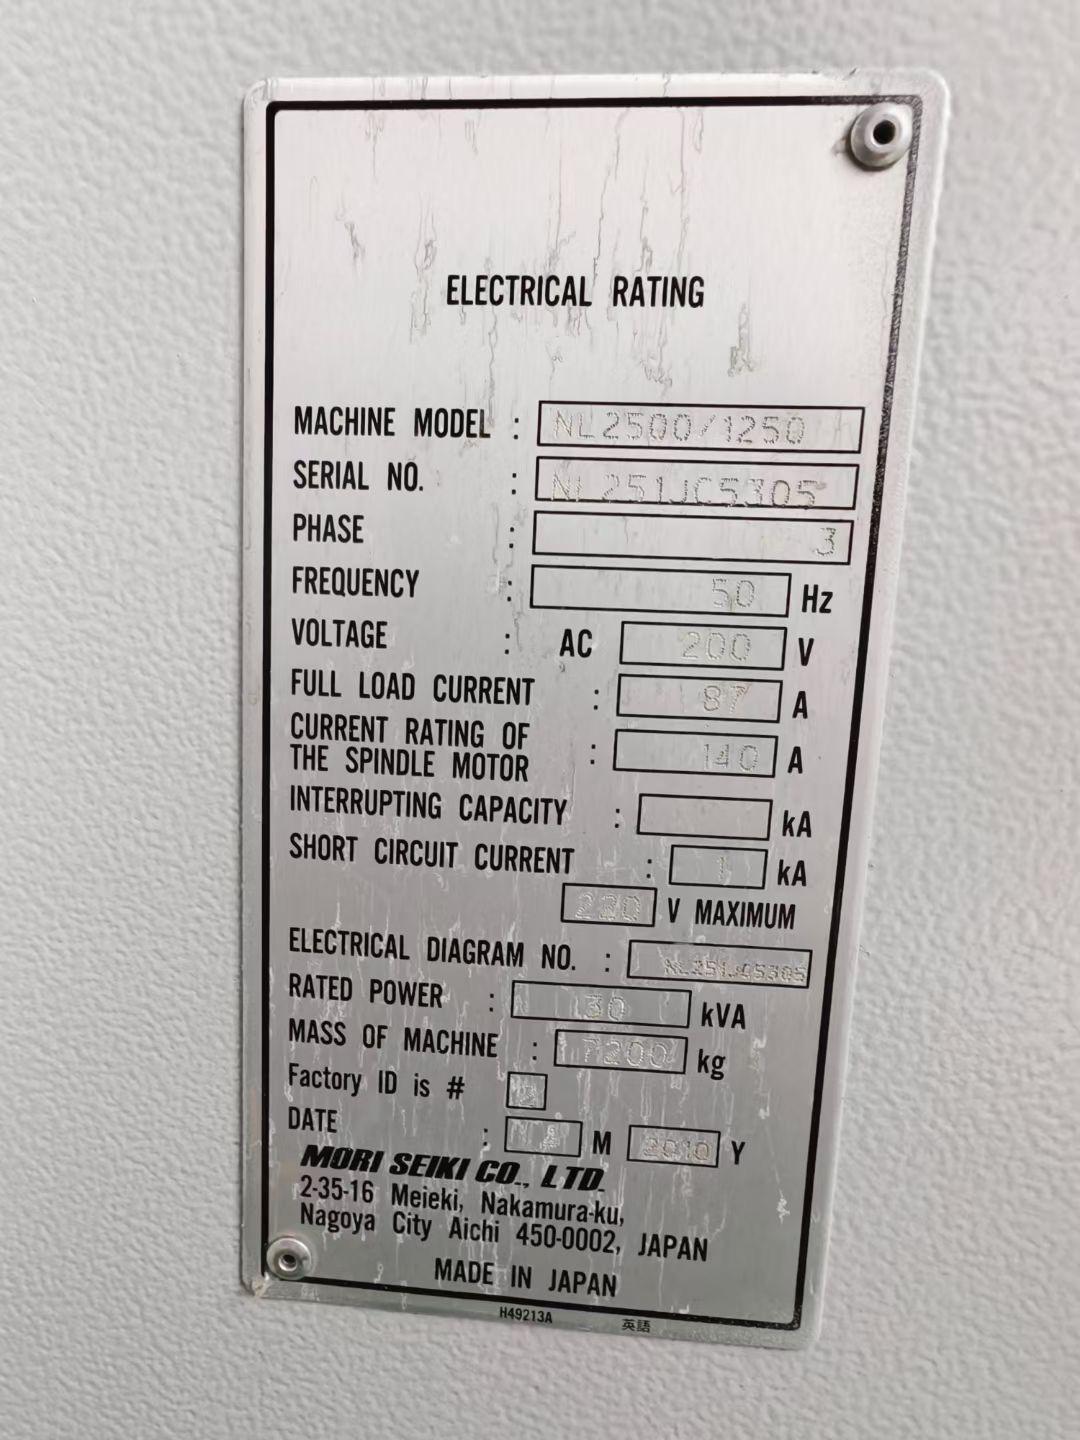 ELECTRICAL RATING
MACHINE MODEL : NL2500/1250
SERIAL NO. : NL251JC5305
PHASE : 3
FREQUENCY : 50 Hz
VOLTAGE : AC 200 V
FULL LOAD CURRENT : 87 A
CURRENT RATING OF
THE SPINDLE MOTOR : 140 A
INTERRUPTING CAPACITY : kA
SHORT CIRCUIT CURRENT : 1 kA
V MAXIMUM
ELECTRICAL DIAGRAM NO. : NL251JC5305
RATED POWER : 30 kVA
MASS OF MACHINE : 7200 kg
Factory ID is #
DATE : M 2010 Y
MORI SEIKI CO., LTD.
2-35-16 Meieki, Nakamura-ku,
Nagoya City Aichi 450-0002, JAPAN
MADE IN JAPAN
H49213A 英語